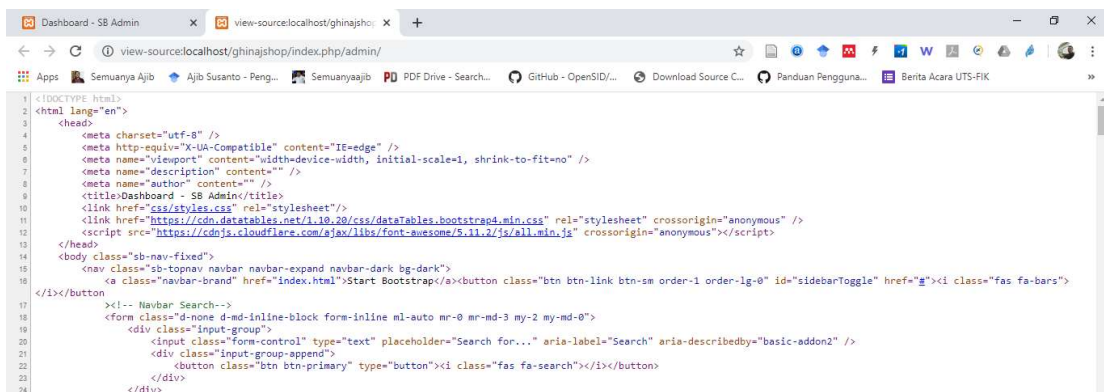 Dashboard - SB Admin
view-source:localhost/ghinajshop
view-source:localhost/ghinajshop/index.php/admin/
Apps
Semuanya Ajib
Ajib Susanto - Peng...
Semuanyaajib
PDF Drive - Search...
GitHub - OpenSID/...
Download Source C...
Panduan Pengguna...
Berita Acara UTS-FIK
»
1 <!DOCTYPE html>
2 <html lang="en">
3 <head>
4 <meta charset="utf-8" />
5 <meta http-equiv="X-UA-Compatible" content="IE=edge" />
6 <meta name="viewport" content="width=device-width, initial-scale=1, shrink-to-fit=no" />
7 <meta name="description" content="" />
8 <meta name="author" content="" />
9 <title>Dashboard - SB Admin</title>
10 <link href="css/styles.css" rel="stylesheet"/>
11 <link href="https://cdn.datatables.net/1.10.20/css/dataTables.bootstrap4.min.css" rel="stylesheet" crossorigin="anonymous" />
12 <script src="https://cdnjs.cloudflare.com/ajax/libs/font-awesome/5.11.2/js/all.min.js" crossorigin="anonymous"></script>
13 </head>
14 <body class="sb-nav-fixed">
15 <nav class="sb-topnav navbar navbar-expand navbar-dark bg-dark">
16 <a class="navbar-brand" href="index.html">Start Bootstrap</a><button class="btn btn-link btn-sm order-1 order-lg-0" id="sidebarToggle" href="#"><i class="fas fa-bars">
</i></button
17 ><!-- Navbar Search-->
18 <form class="d-none d-md-inline-block form-inline ml-auto mr-0 mr-md-3 my-2 my-md-0">
19 <div class="input-group">
20 <input class="form-control" type="text" placeholder="Search for..." aria-label="Search" aria-describedby="basic-addon2" />
21 <div class="input-group-append">
22 <button class="btn btn-primary" type="button"><i class="fas fa-search"></i></button>
23 </div>
24 </div>